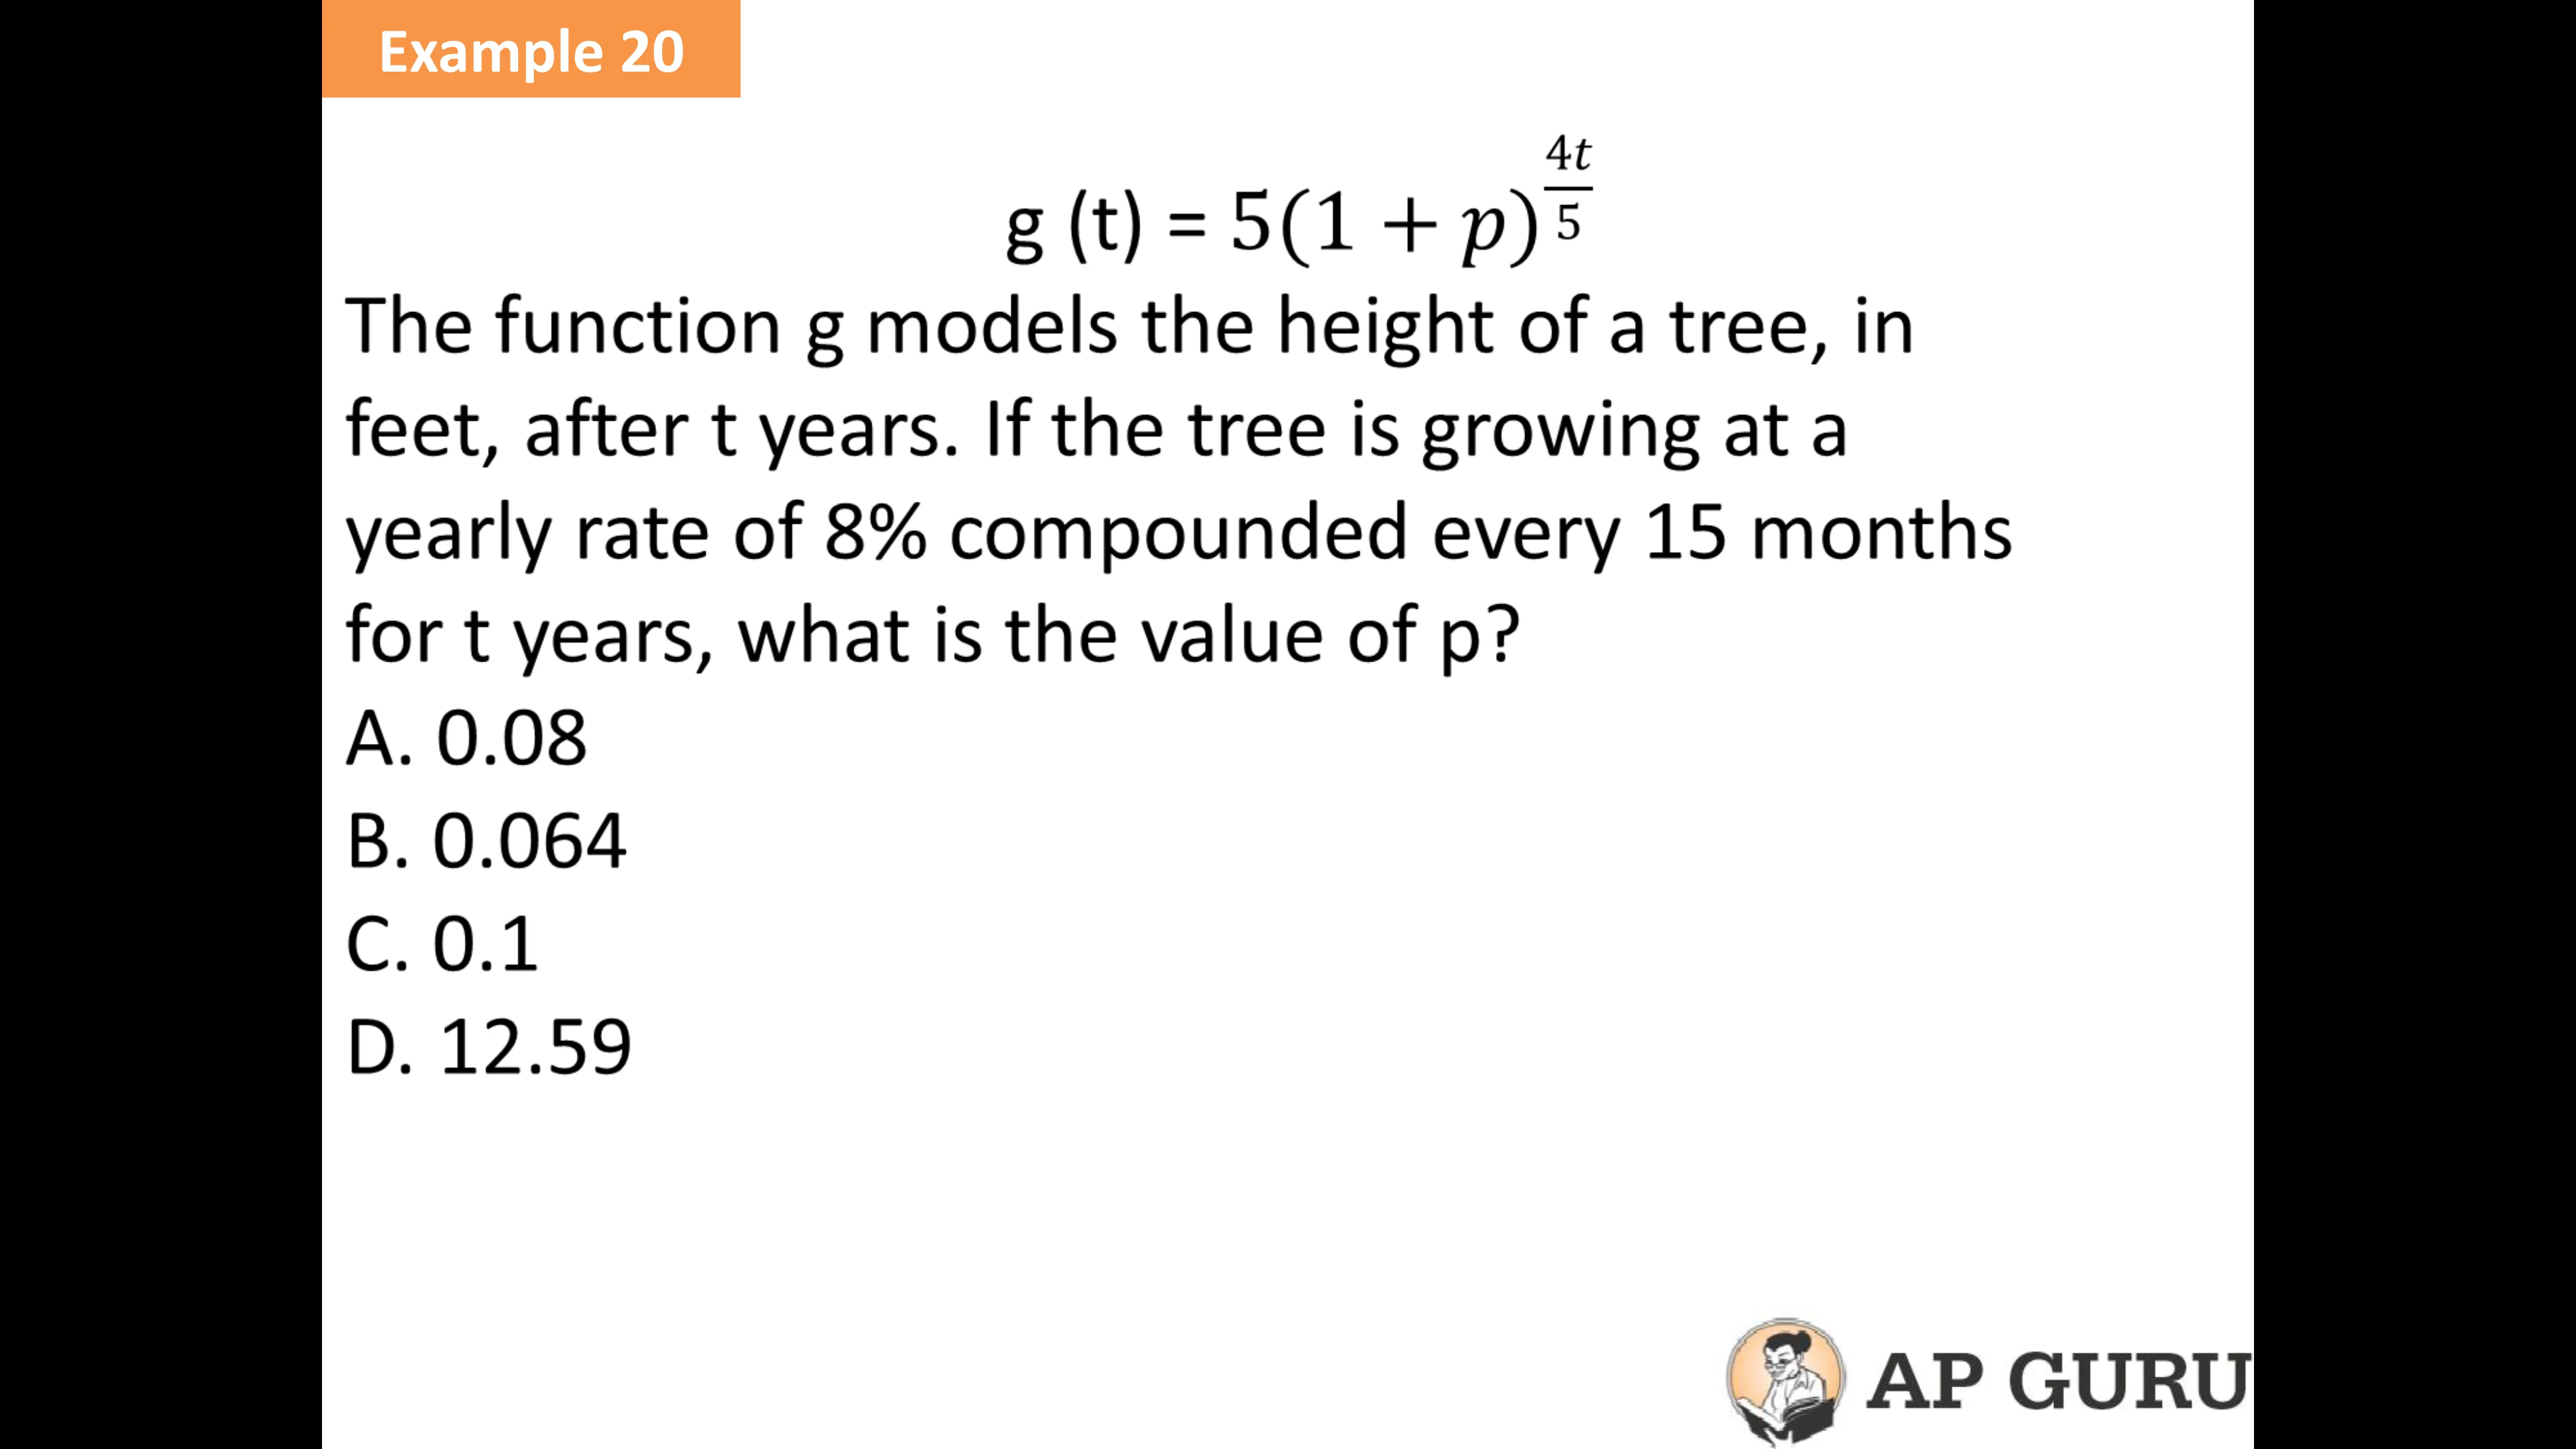 Example 20
g (t) = 5(1 + p)^{\frac{4t}{5}}
The function g models the height of a tree, in
feet, after t years. If the tree is growing at a
yearly rate of 8% compounded every 15 months
for t years, what is the value of p?
A. 0.08
B. 0.064
C. 0.1
D. 12.59
AP GURU